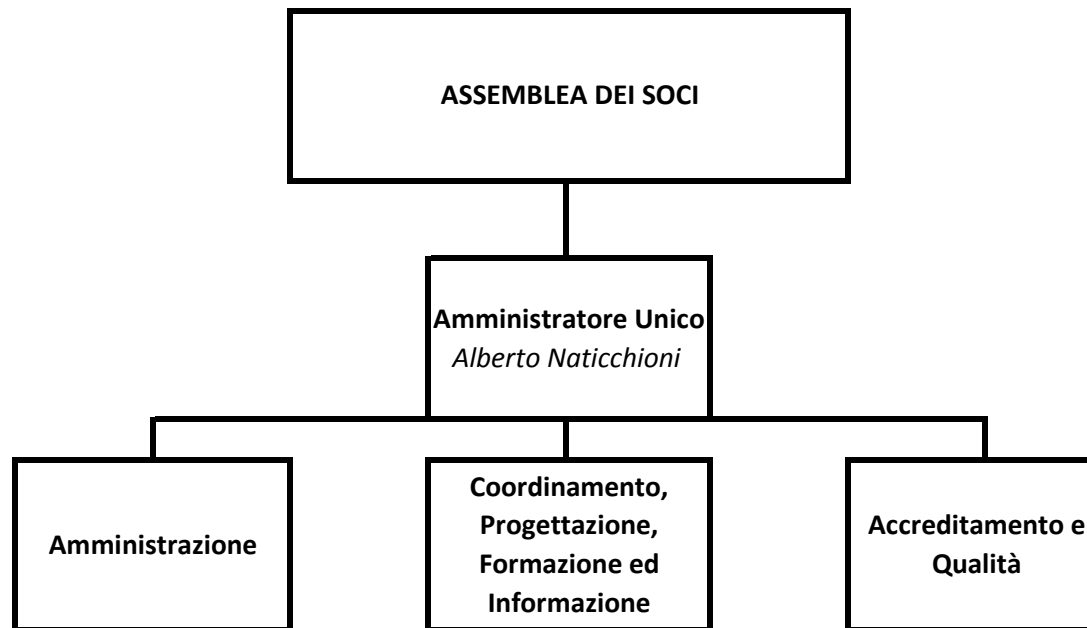 ASSEMBLEA DEI SOCI
Amministratore Unico
Alberto Naticchioni
Amministrazione
Coordinamento,
Progettazione,
Formazione ed
Informazione
Accreditamento e
Qualità